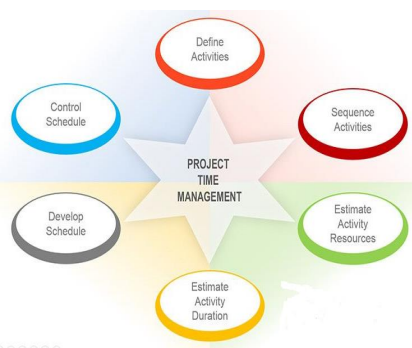 Define
Activities
Control
Schedule
Sequence
Activities
PROJECT
TIME
MANAGEMENT
Develop
Schedule
Estimate
Activity
Resources
Estimate
Activity
Duration